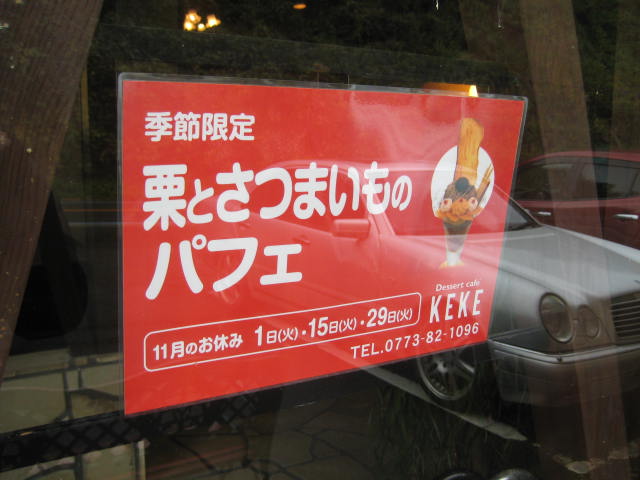 季節限定
栗とさつまいもの
パフェ
Dessert cafe
KEKE
11月のお休み 1日(火)・15日(火)・29日(火)
TEL.0773-82-1096